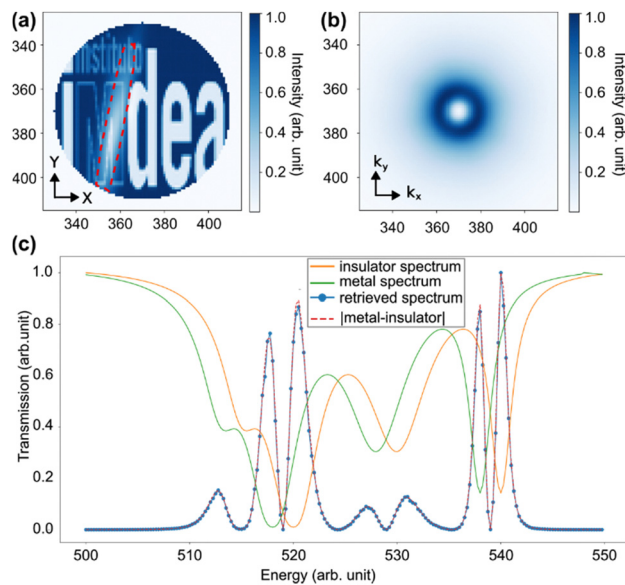 (a)
1.0
340
0.8
360
0.6
380
0.4
400
0.2
340 360 380 400
Y
X
instituto
iMdea
Intensity (arb. unit)
(b)
1.0
340
0.8
360
0.6
380
0.4
400
0.2
340 360 380 400
ky
kx
Intensity (arb. unit)
(c)
insulator spectrum
metal spectrum
retrieved spectrum
|metal-insulator|
1.0
0.8
0.6
0.4
0.2
0.0
Transmission (arb.unit)
500 510 520 530 540 550
Energy (arb. unit)